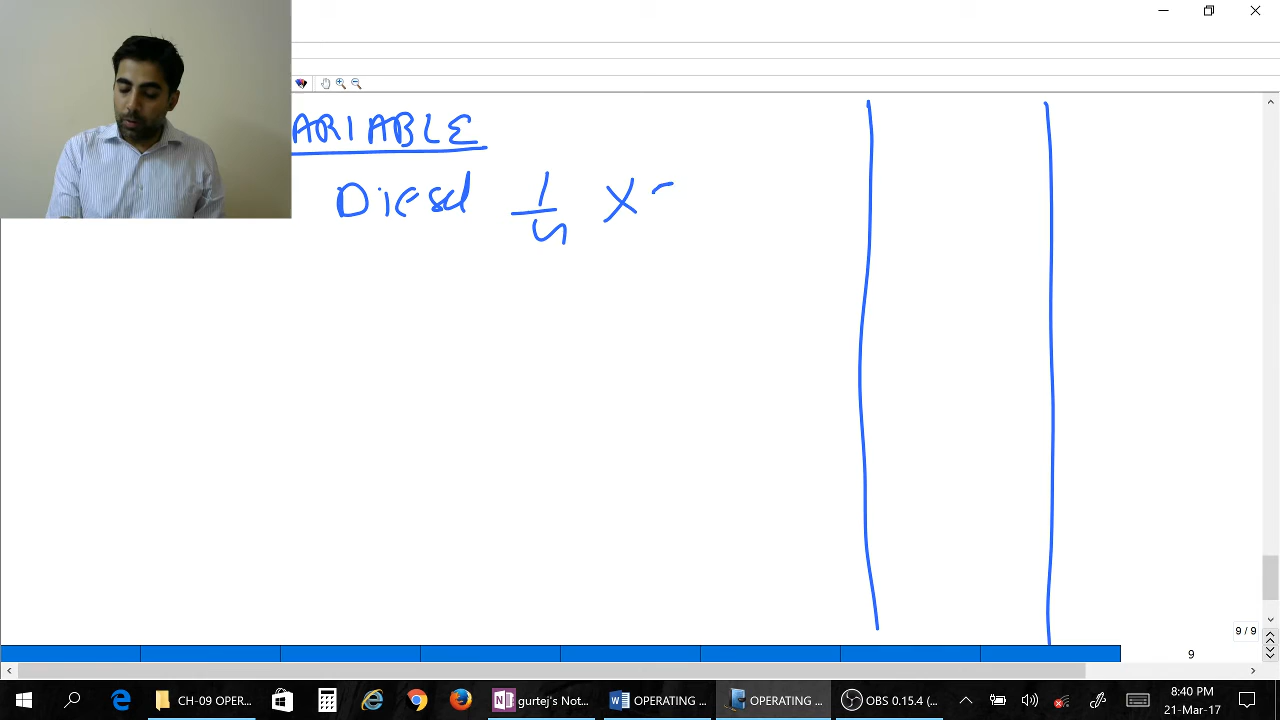 ARIABLE
Diesel 1/4 X
9 / 9
9
CH-09 OPER...
gurtej's Not...
OPERATING ...
OPERATING ...
OBS 0.15.4 (...
8:40 PM
21-Mar-17